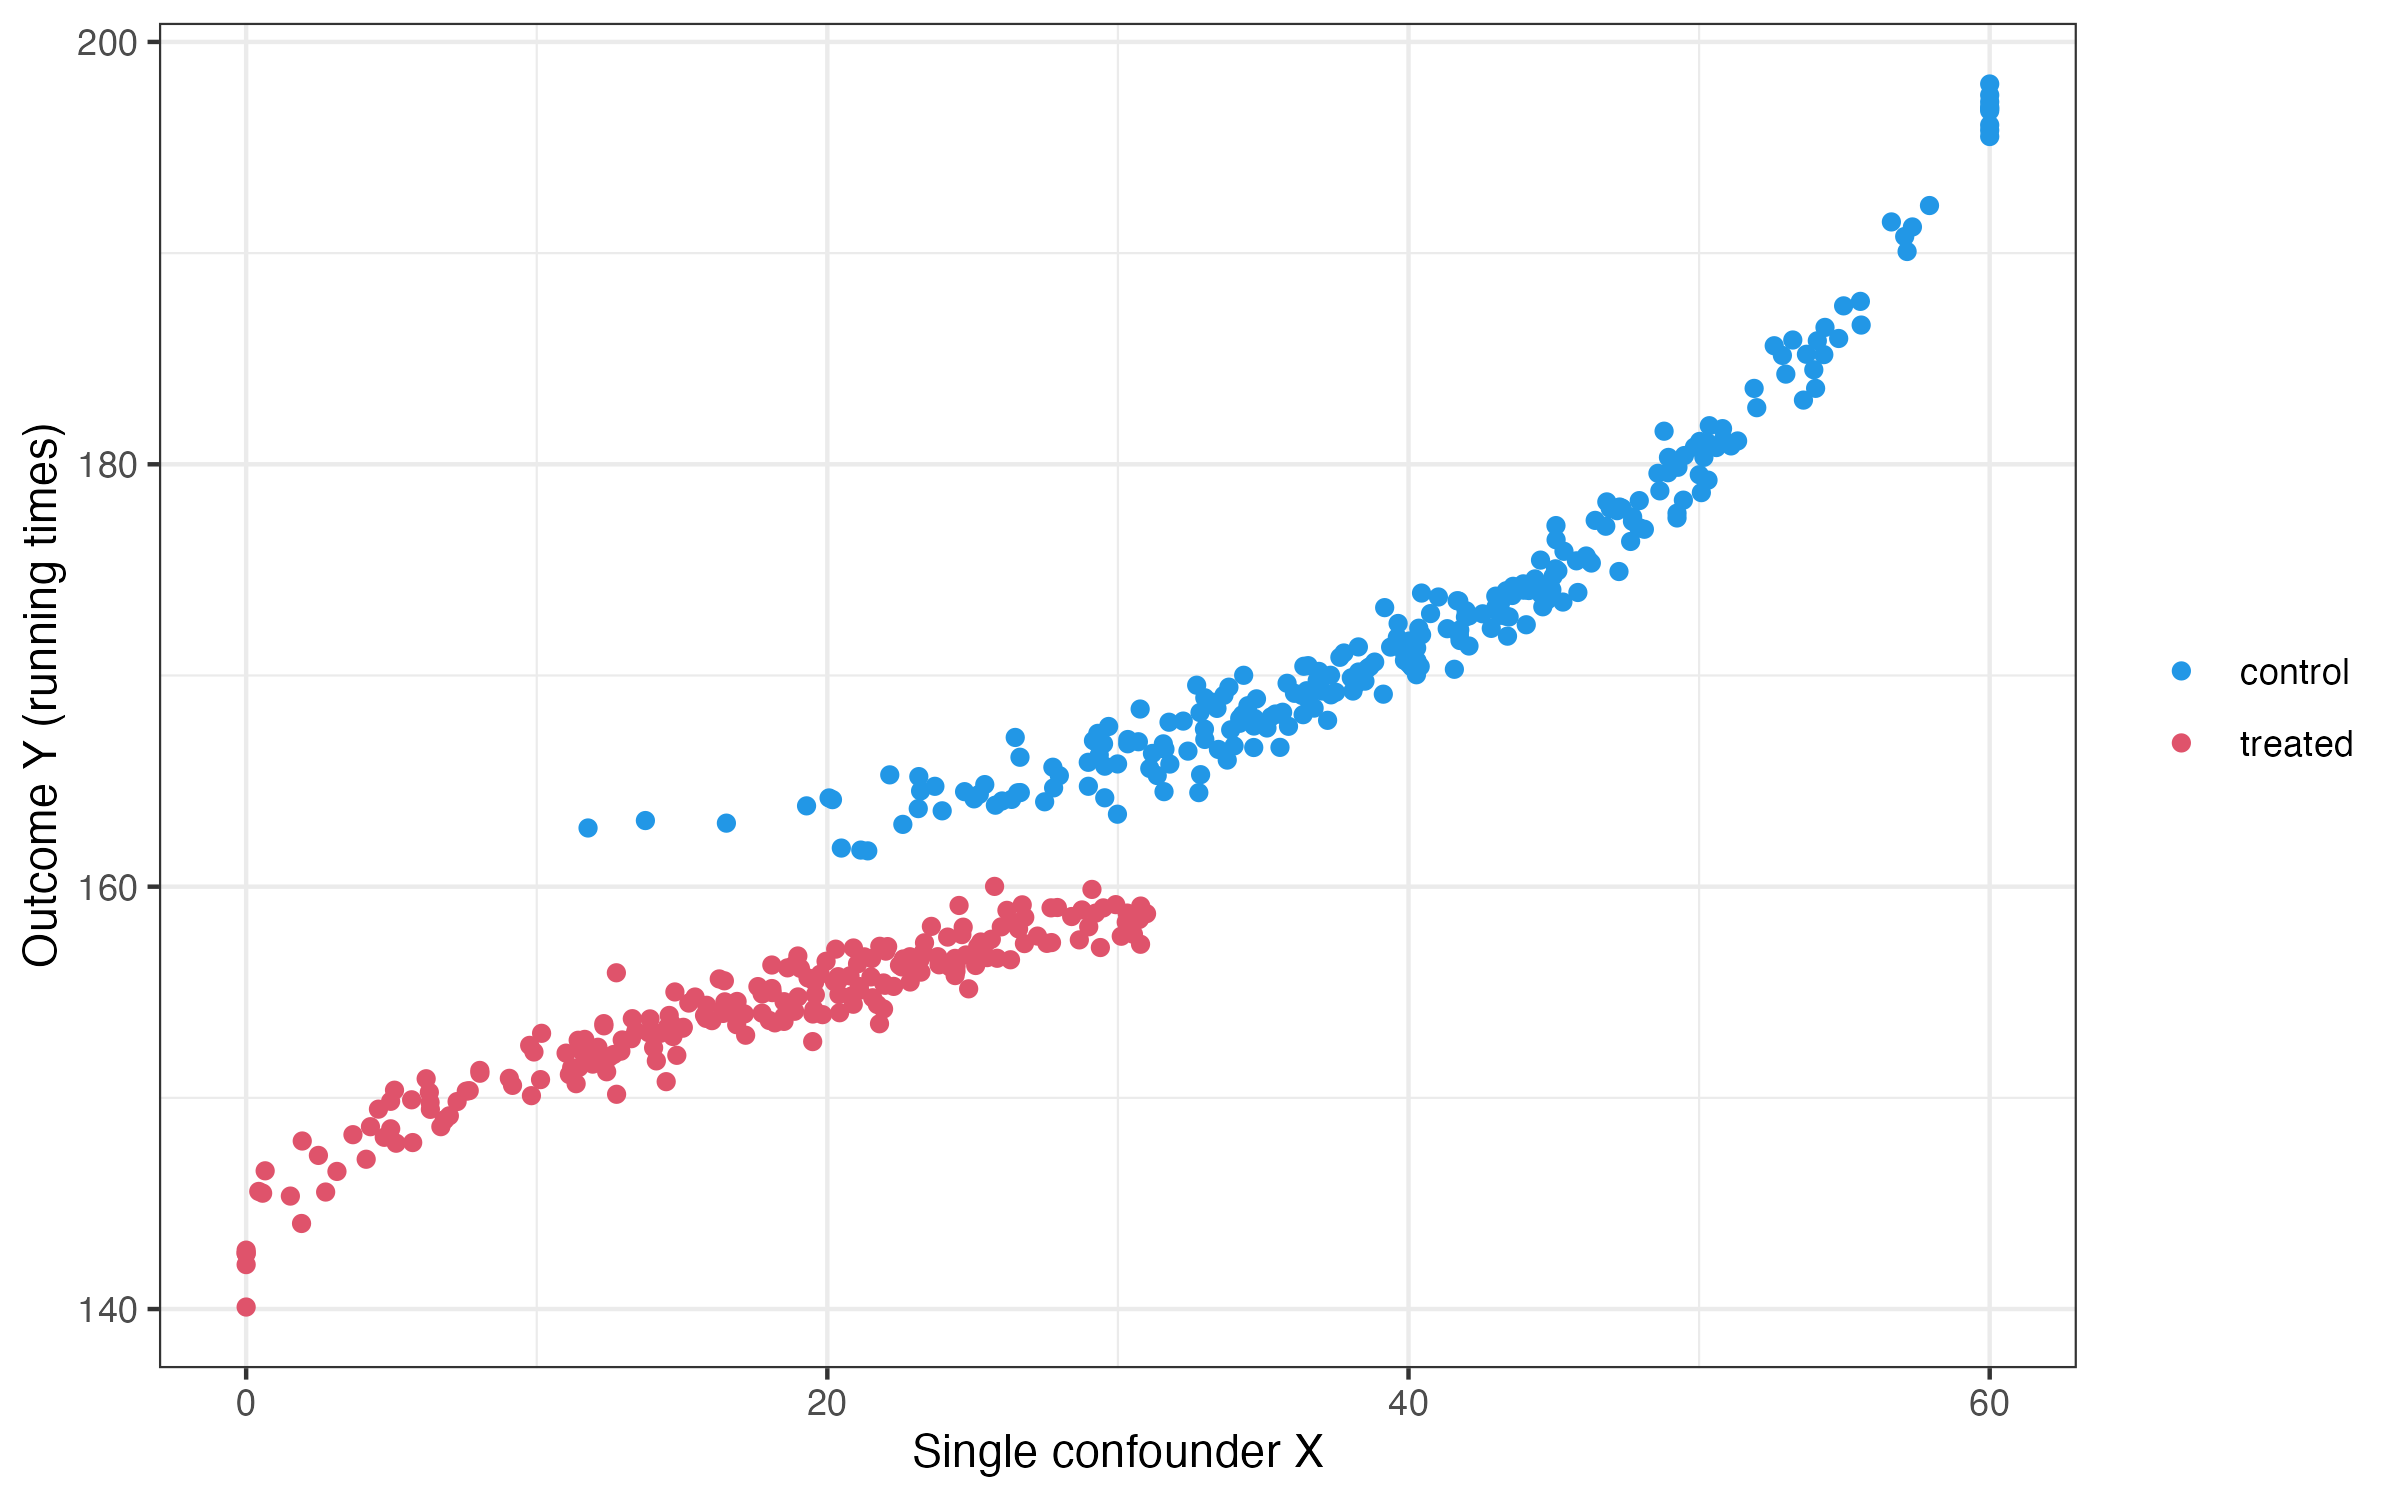 Outcome Y (running times)
200
180
160
140
0 20 40 60
Single confounder X
control
treated